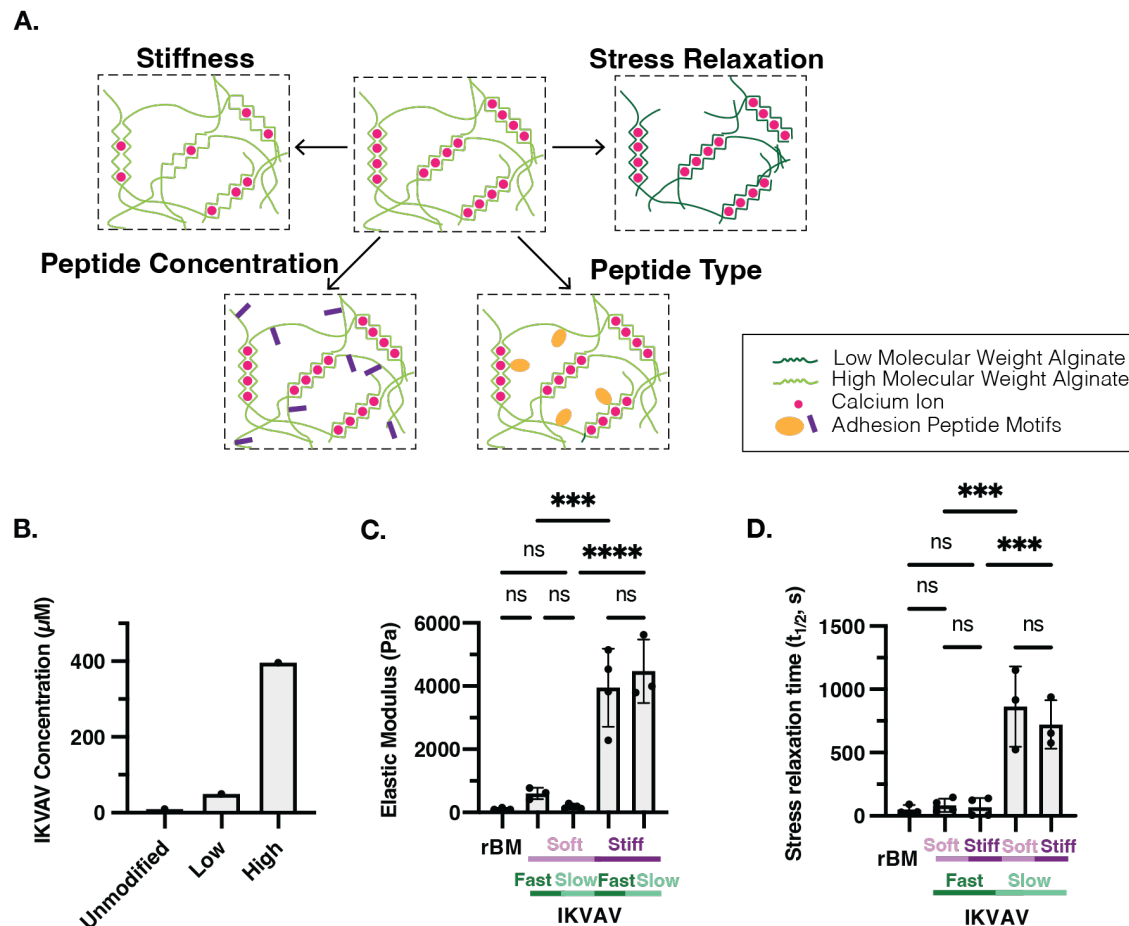 A.
Stiffness
Stress Relaxation
Peptide Concentration
Peptide Type
Low Molecular Weight Alginate
High Molecular Weight Alginate
Calcium Ion
Adhesion Peptide Motifs
B.
IKVAV Concentration (µM)
400
200
0
Unmodified
Low
High
C.
***
ns
****
ns
ns
ns
Elastic Modulus (Pa)
6000
4000
2000
0
rBM
Soft
Stiff
Fast Slow Fast Slow
IKVAV
D.
***
ns
***
ns
ns
ns
Stress relaxation time (t1/2, s)
1500
1000
500
0
rBM
Soft Stiff Soft Stiff
Fast
Slow
IKVAV